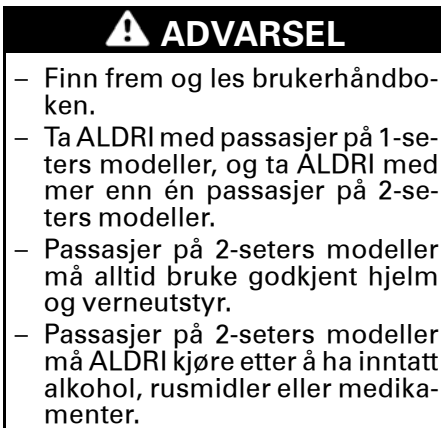 ADVARSEL
– Finn frem og les brukerhåndbo-
ken.
– Ta ALDRI med passasjer på 1-se-
ters modeller, og ta ALDRI med
mer enn én passasjer på 2-se-
ters modeller.
– Passasjer på 2-seters modeller
må alltid bruke godkjent hjelm
og verneutstyr.
– Passasjer på 2-seters modeller
må ALDRI kjøre etter å ha inntatt
alkohol, rusmidler eller medika-
menter.